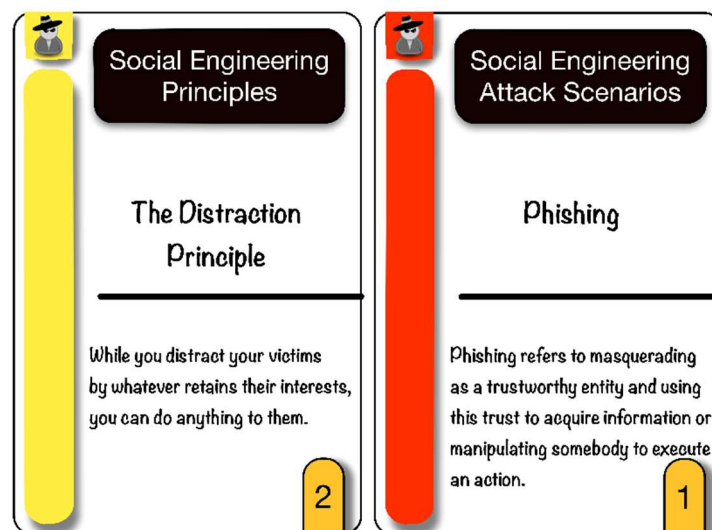 Social Engineering
Principles
The Distraction
Principle
While you distract your victims
by whatever retains their interests,
you can do anything to them.
2
Social Engineering
Attack Scenarios
Phishing
Phishing refers to masquerading
as a trustworthy entity and using
this trust to acquire information or
manipulating somebody to execute
an action.
1